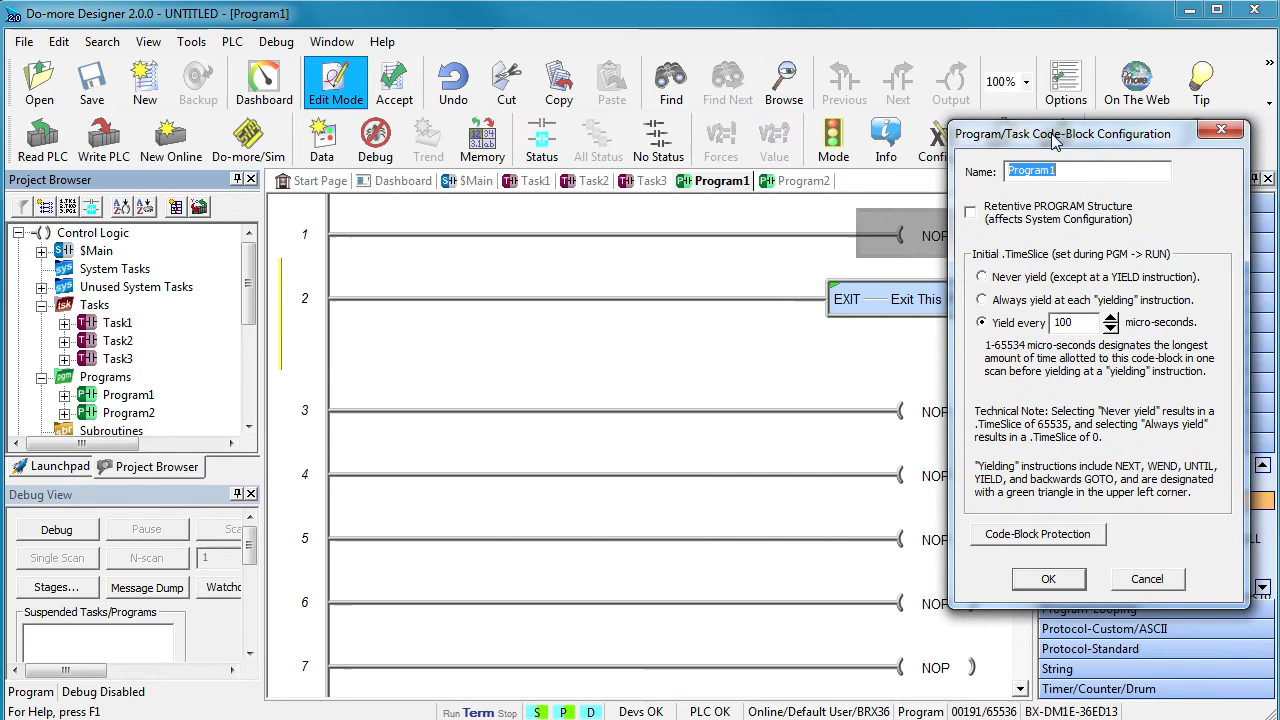 Do-more Designer 2.0.0 - UNTITLED - [Program1]
File Edit Search View Tools PLC Debug Window Help
Open Save New Backup Dashboard Edit Mode Accept Undo Cut Copy Paste Find Find Next Browse Previous Next Output 100% Options On The Web Tip
Read PLC Write PLC New Online Do-more/Sim Data Debug Trend Memory Status All Status No Status Forces Value Mode Info
Project Browser
Start Page Dashboard $Main Task1 Task2 Task3 Program1 Program2
Control Logic
$Main
System Tasks
Unused System Tasks
Tasks
Task1
Task2
Task3
Programs
Program1
Program2
Subroutines
Launchpad Project Browser
Debug View
Debug Pause
Single Scan N-scan 1
Stages... Message Dump
Suspended Tasks/Programs
Program Debug Disabled
1 NOP
2 EXIT Exit This
3 NOP
4 NOP
5 NOP
6 NOP
7 NOP
Program/Task Code-Block Configuration
Name: Program1
Retentive PROGRAM Structure
(affects System Configuration)
Initial .TimeSlice (set during PGM -> RUN)
Never yield (except at a YIELD instruction).
Always yield at each "yielding" instruction.
Yield every 100 micro-seconds.
1-65534 micro-seconds designates the longest
amount of time allotted to this code-block in one
scan before yielding at a "yielding" instruction.
Technical Note: Selecting "Never yield" results in a
.TimeSlice of 65535, and selecting "Always yield"
results in a .TimeSlice of 0.
"Yielding" instructions include NEXT, WEND, UNTIL,
YIELD, and backwards GOTO, and are designated
with a green triangle in the upper left corner.
Code-Block Protection
OK Cancel
Program-Looping
Protocol-Custom/ASCII
Protocol-Standard
String
Timer/Counter/Drum
For Help, press F1 Run Term Stop S P D Devs OK PLC OK Online/Default User/BRX36 Program 00191/65536 BX-DM1E-36ED13